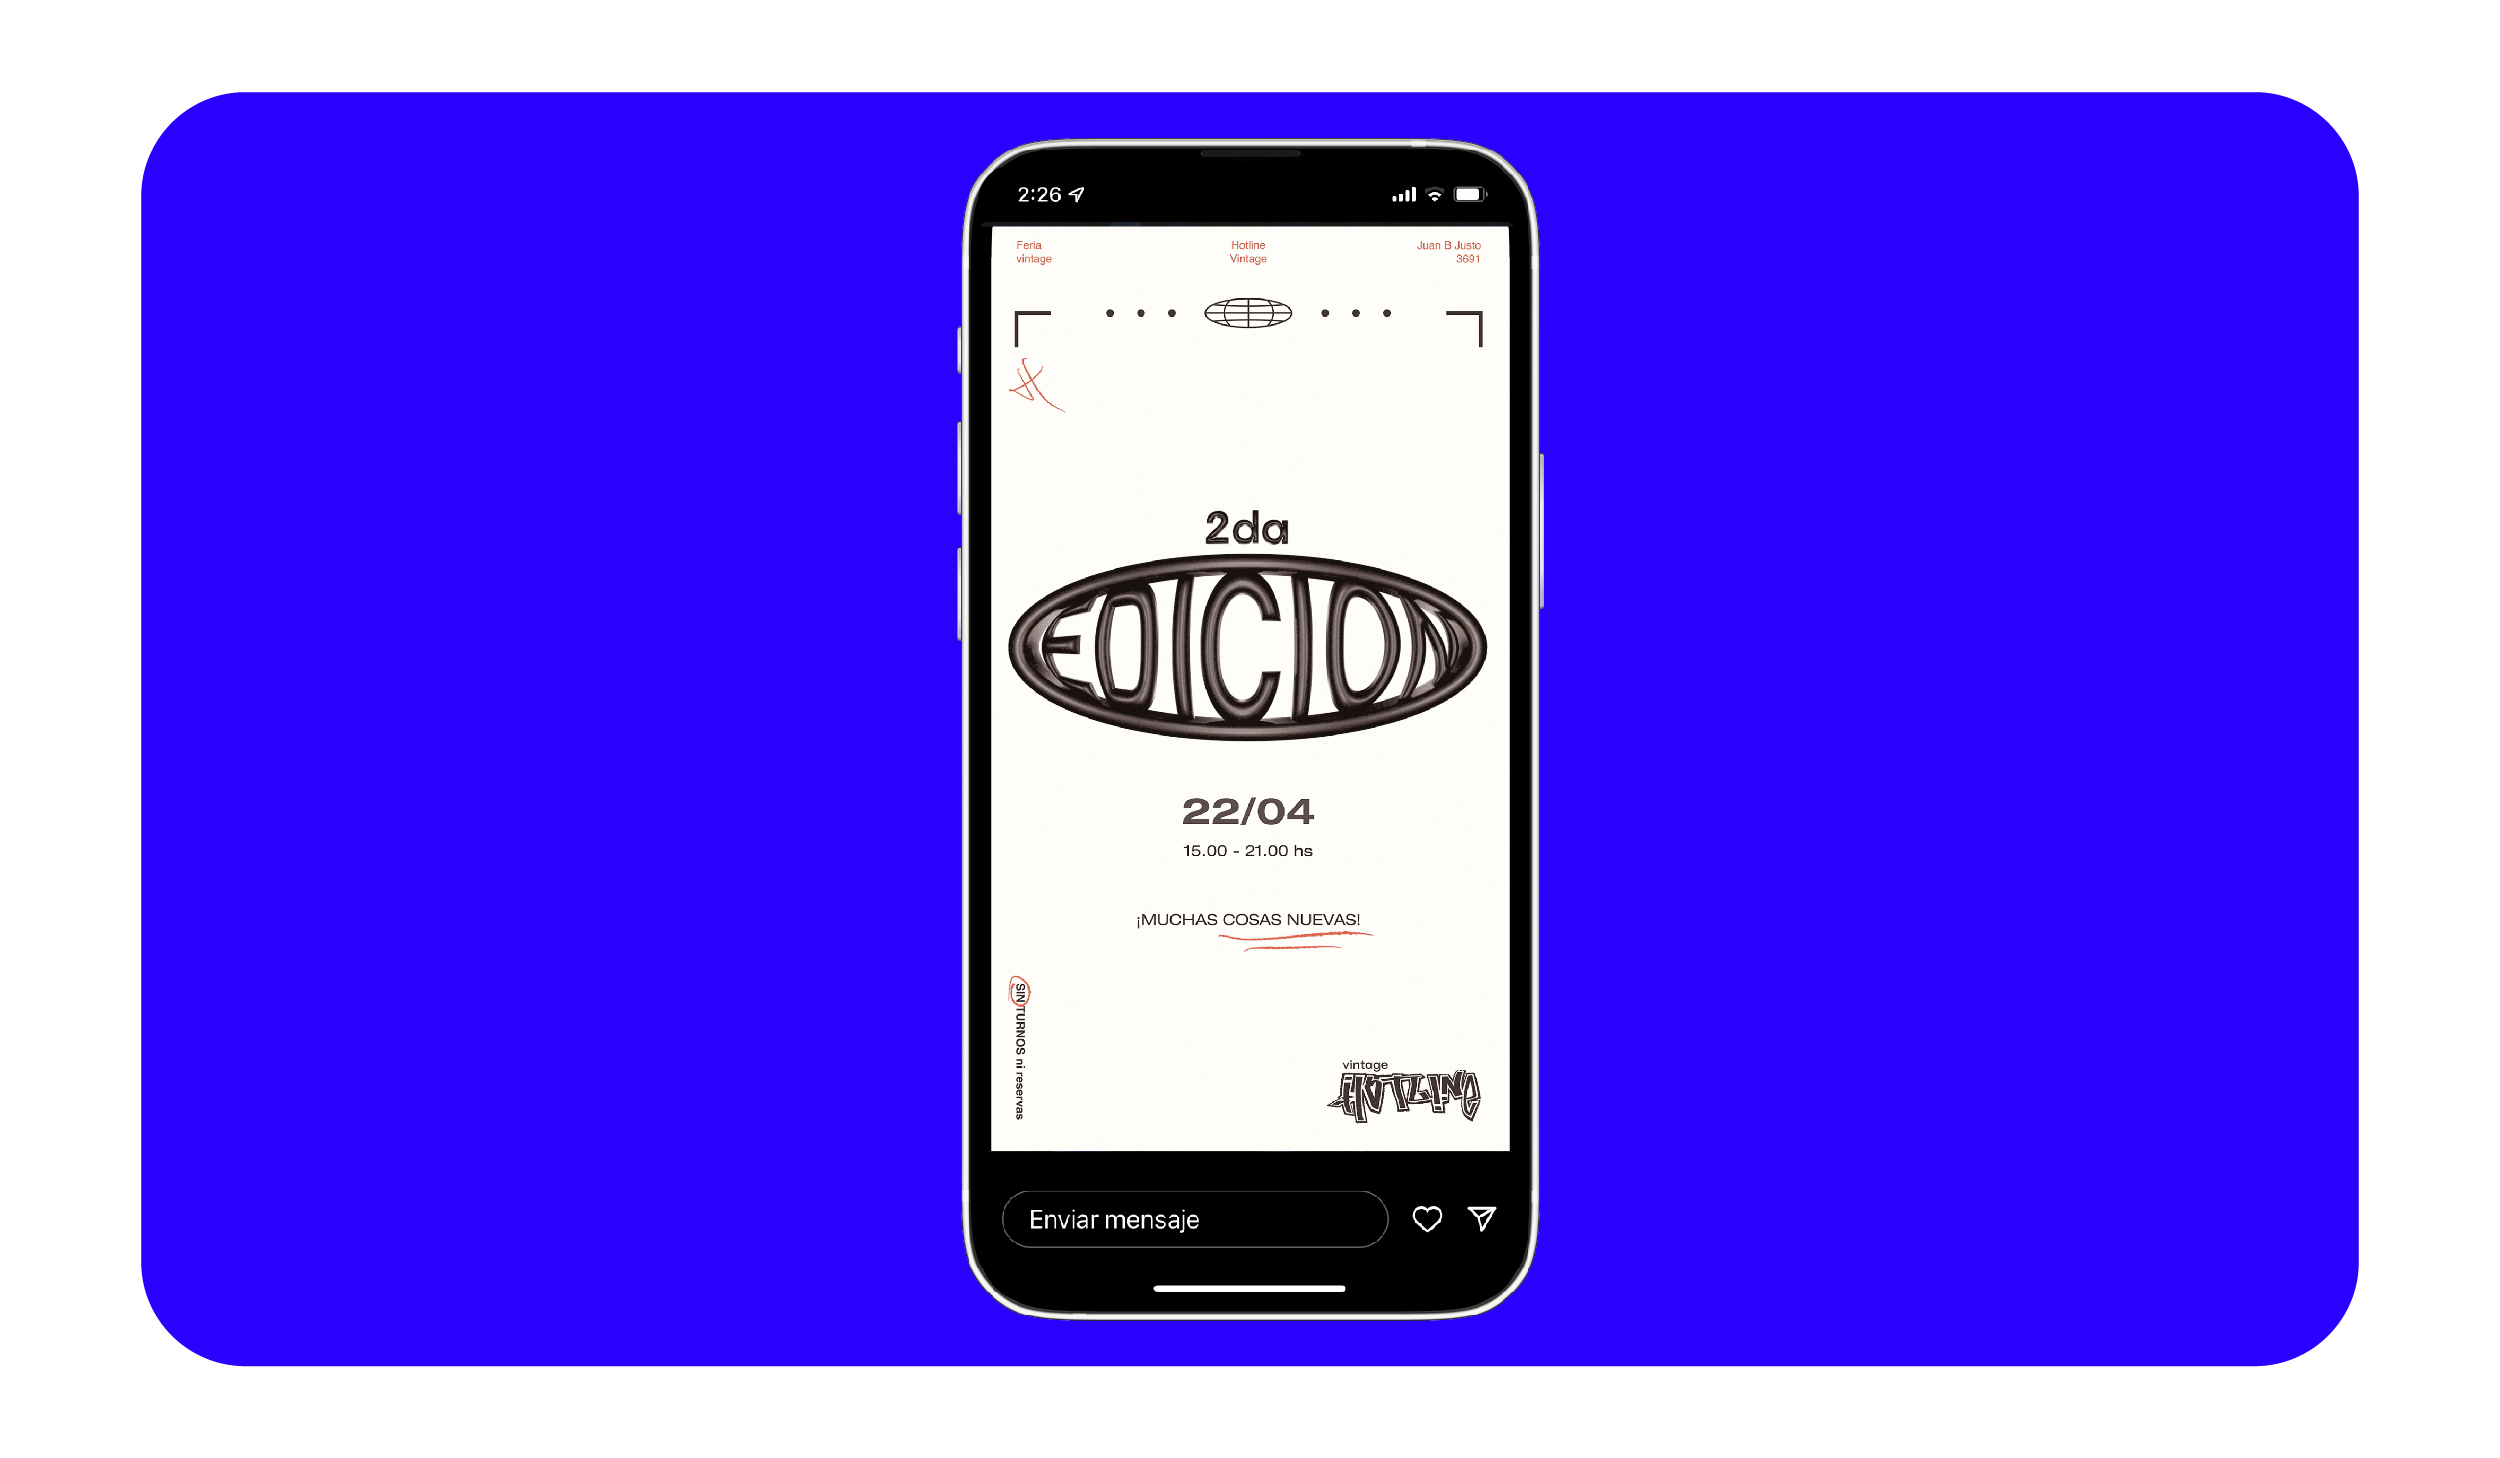 2:26
Feria
vintage
Hotline
Vintage
Juan B Justo
3691
2da
EDICION
22/04
15.00 - 21.00 hs
¡MUCHAS COSAS NUEVAS!
SIN TURNOS ni reservas
vintage
HOTLINE
Enviar mensaje